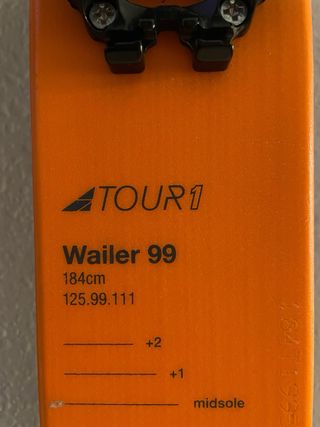 TOUR1
Wailer 99
184cm
125.99.111
+2
+1
midsole